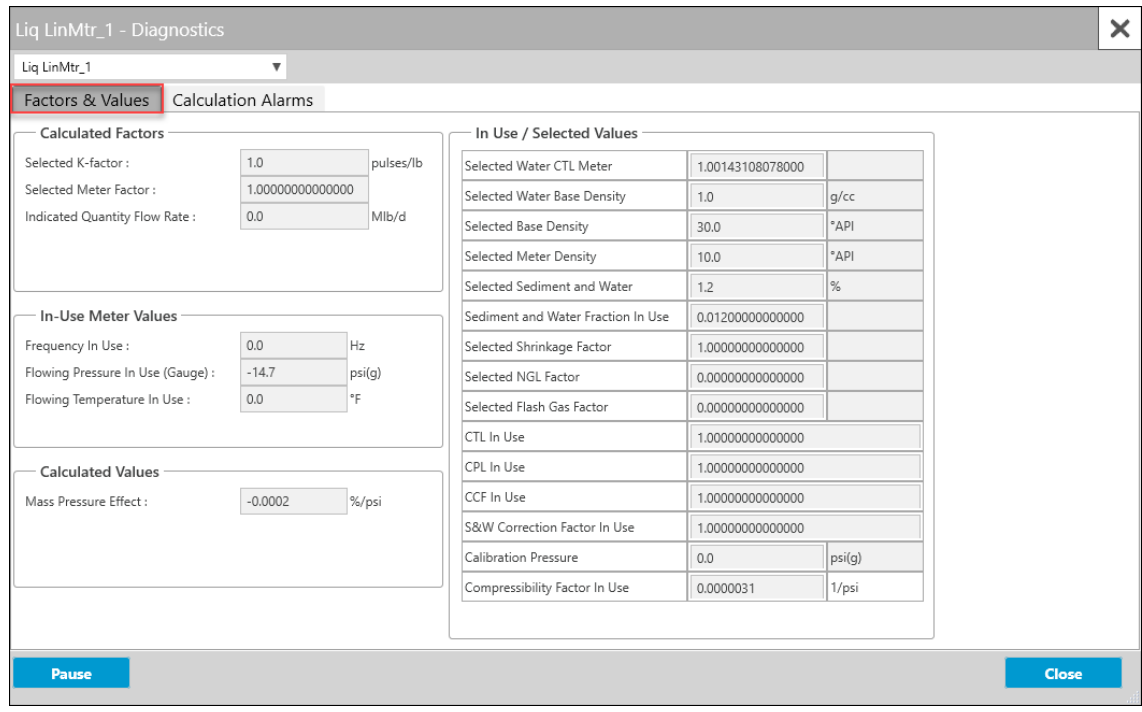 Liq LinMtr_1 - Diagnostics
Liq LinMtr_1
Factors & Values Calculation Alarms
Calculated Factors
Selected K-factor : 1.0 pulses/lb
Selected Meter Factor : 1.00000000000000
Indicated Quantity Flow Rate : 0.0 Mlb/d
In-Use Meter Values
Frequency In Use : 0.0 Hz
Flowing Pressure In Use (Gauge) : -14.7 psi(g)
Flowing Temperature In Use : 0.0 °F
Calculated Values
Mass Pressure Effect : -0.0002 %/psi
In Use / Selected Values
Selected Water CTL Meter 1.00143108078000
Selected Water Base Density 1.0 g/cc
Selected Base Density 30.0 °API
Selected Meter Density 10.0 °API
Selected Sediment and Water 1.2 %
Sediment and Water Fraction In Use 0.01200000000000
Selected Shrinkage Factor 1.00000000000000
Selected NGL Factor 0.00000000000000
Selected Flash Gas Factor 0.00000000000000
CTL In Use 1.00000000000000
CPL In Use 1.00000000000000
CCF In Use 1.00000000000000
S&W Correction Factor In Use 1.00000000000000
Calibration Pressure 0.0 psi(g)
Compressibility Factor In Use 0.0000031 1/psi
Pause Close